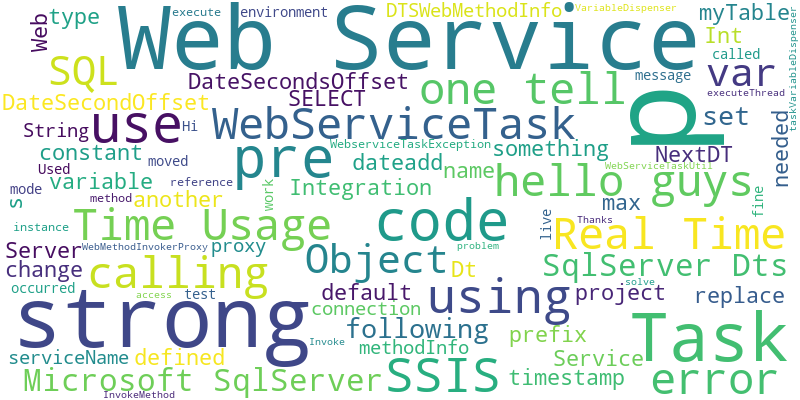 type
execute
environment
DTSWebMethodInfo
VariableDispenser
myTable
Web
Web Service
Int
called
SQL
DateSecondsOffset
one tell
message
var
executeThread
taskVariableDispenser
DateSecondOffset
SELECT
p
set
String
use
Hi
WebServiceTask
needed
constant
moved
pre
WebserviceTaskException
something
NextDT
Used
variable
dateadd
name
WebServiceTaskUtil
mode
method
reference
Integration
hello guys
s
another
work
max
fine
instance
Time Usage
code
live
Thanks
Real Time
Server
WebMethodInvokerProxy
proxy
Object
problem
change
calling
Dt
SqlServer Dts
occurred
access
test
default
using
project
solve
replace
strong
connection
Task
Invoke
following
prefix
serviceName
defined
methodInfo
Service
Microsoft SqlServer
SSIS
timestamp
error
InvokeMethod